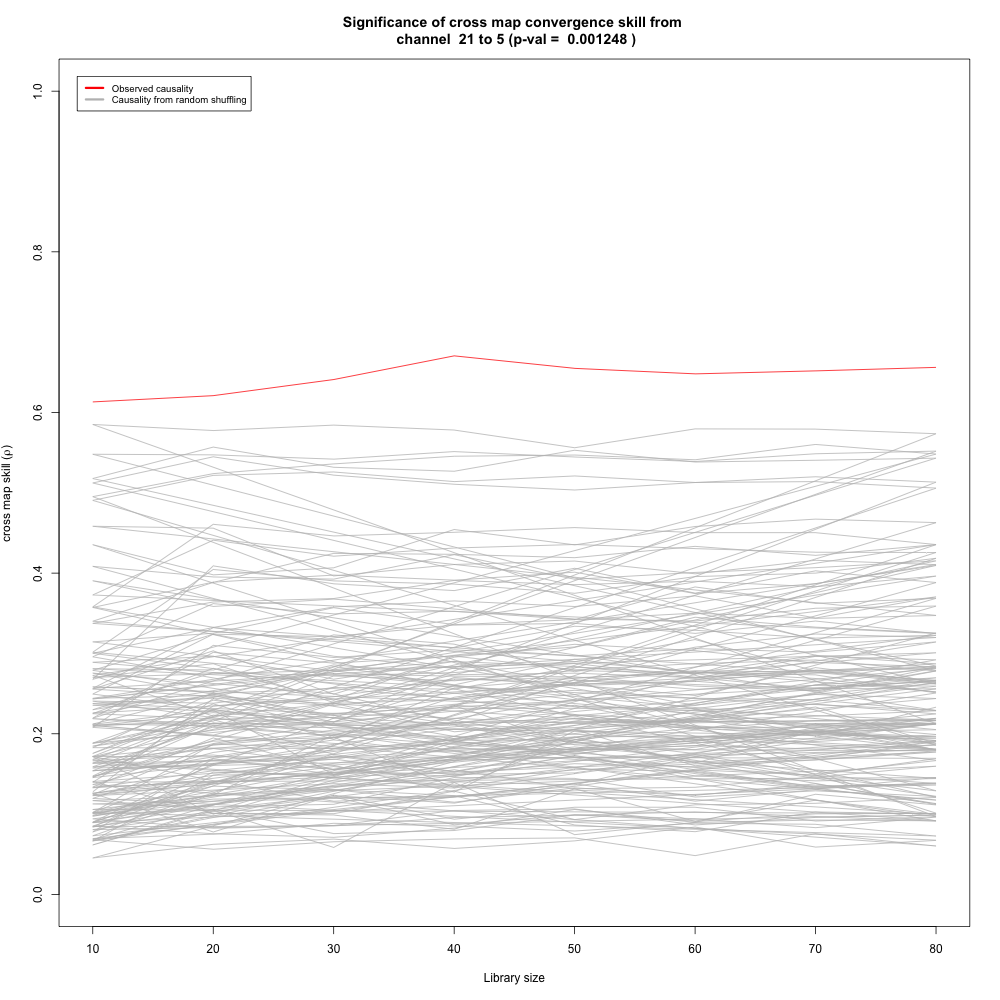 Significance of cross map convergence skill from
channel  21 to 5 (p-val =  0.001248 )
Observed causality
Causality from random shuffling
1.0
0.8
0.6
0.4
0.2
0.0
cross map skill (ρ)
10 20 30 40 50 60 70 80
Library size